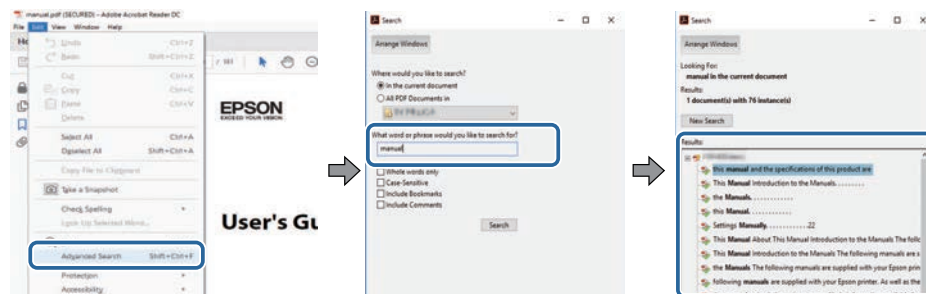 manual.pdf (SECURED) - Adobe Acrobat Reader DC
File Edit View Window Help
Undo Ctrl+Z
Shift+Ctrl+Z
Cut Ctrl+X
Copy Ctrl+C
Paste Ctrl+V
Delete
Select All Ctrl+A
Deselect All Shift+Ctrl+A
Copy File to Clipboard
Take a Snapshot
Check Spelling
Advanced Search Shift+Ctrl+F
Protection
Accessibility
/ 161
EPSON
EXCEED YOUR VISION
User's Gu
Search
Arrange Windows
Where would you like to search?
In the current document
All PDF Documents in
What word or phrase would you like to search for?
manual
Whole words only
Case-Sensitive
Include Bookmarks
Include Comments
Search
Search
Arrange Windows
Looking For:
manual in the current document
Results:
1 document(s) with 76 instance(s)
New Search
Results:
this manual and the specifications of this product are
This Manual Introduction to the Manuals.........
the Manuals.............
this Manual............
Settings Manually.............22
This Manual About This Manual Introduction to the Manuals The follo
This Manual Introduction to the Manuals The following manuals are s
the Manuals The following manuals are supplied with your Epson prin
following manuals are supplied with your Epson printer. As well as the